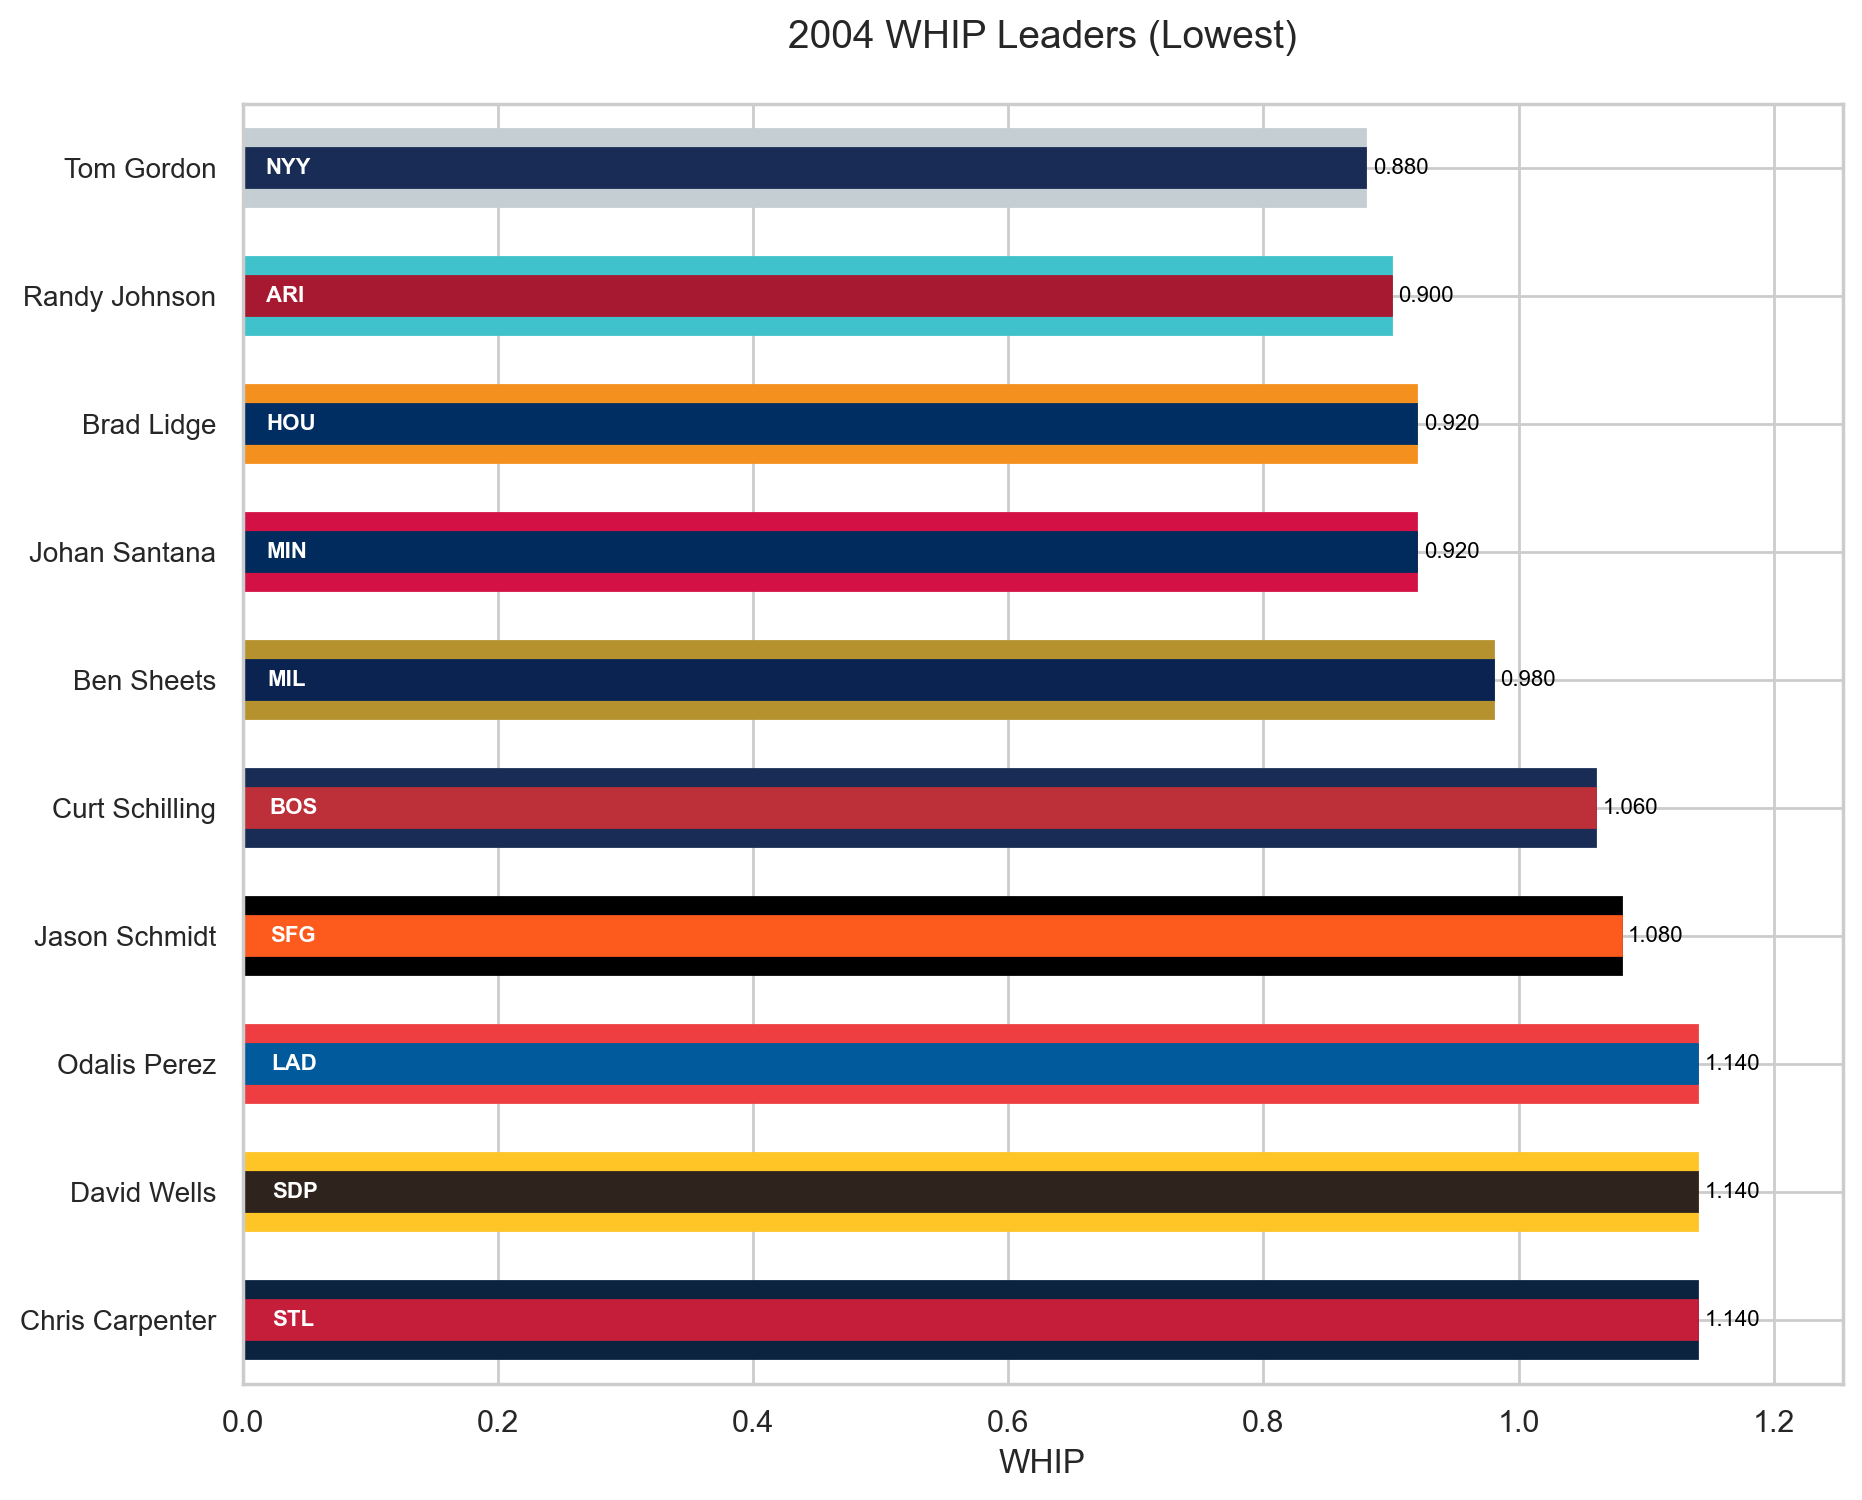 2004 WHIP Leaders (Lowest)
Tom Gordon NYY 0.880
Randy Johnson ARI 0.900
Brad Lidge HOU 0.920
Johan Santana MIN 0.920
Ben Sheets MIL 0.980
Curt Schilling BOS 1.060
Jason Schmidt SFG 1.080
Odalis Perez LAD 1.140
David Wells SDP 1.140
Chris Carpenter STL 1.140
0.0 0.2 0.4 0.6 0.8 1.0 1.2
WHIP